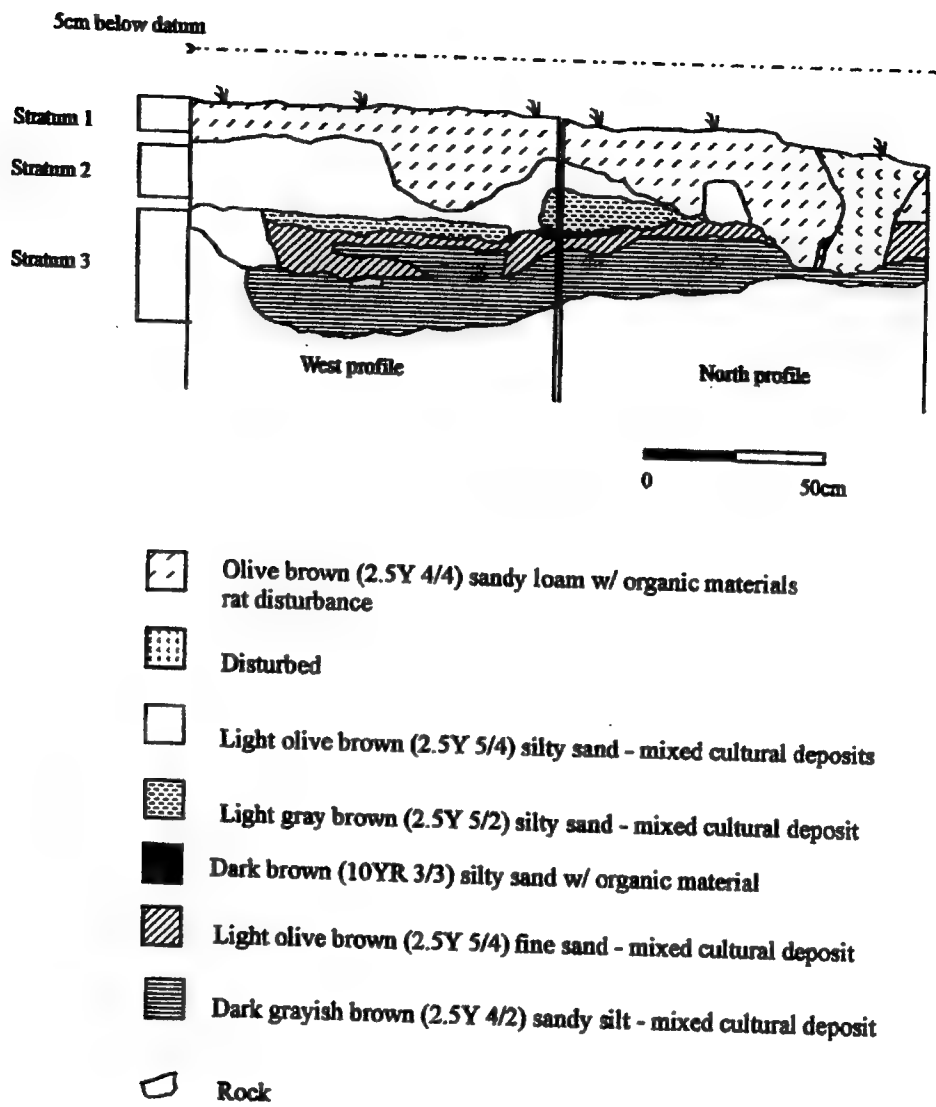 5cm below datum
Stratum 1
Stratum 2
Stratum 3
West profile
North profile
0
50cm
Olive brown (2.5Y 4/4) sandy loam w/ organic materials
rat disturbance
Disturbed
Light olive brown (2.5Y 5/4) silty sand - mixed cultural deposits
Light gray brown (2.5Y 5/2) silty sand - mixed cultural deposit
Dark brown (10YR 3/3) silty sand w/ organic material
Light olive brown (2.5Y 5/4) fine sand - mixed cultural deposit
Dark grayish brown (2.5Y 4/2) sandy silt - mixed cultural deposit
Rock